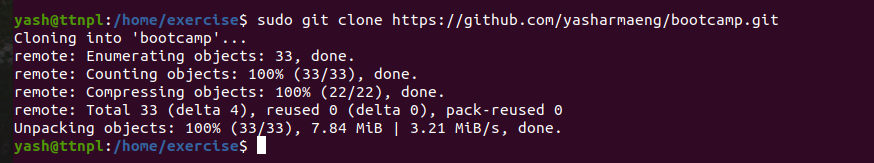 yash@ttnpl:/home/exercise$ sudo git clone https://github.com/yasharmaeng/bootcamp.git
Cloning into 'bootcamp'...
remote: Enumerating objects: 33, done.
remote: Counting objects: 100% (33/33), done.
remote: Compressing objects: 100% (22/22), done.
remote: Total 33 (delta 4), reused 0 (delta 0), pack-reused 0
Unpacking objects: 100% (33/33), 7.84 MiB | 3.21 MiB/s, done.
yash@ttnpl:/home/exercise$